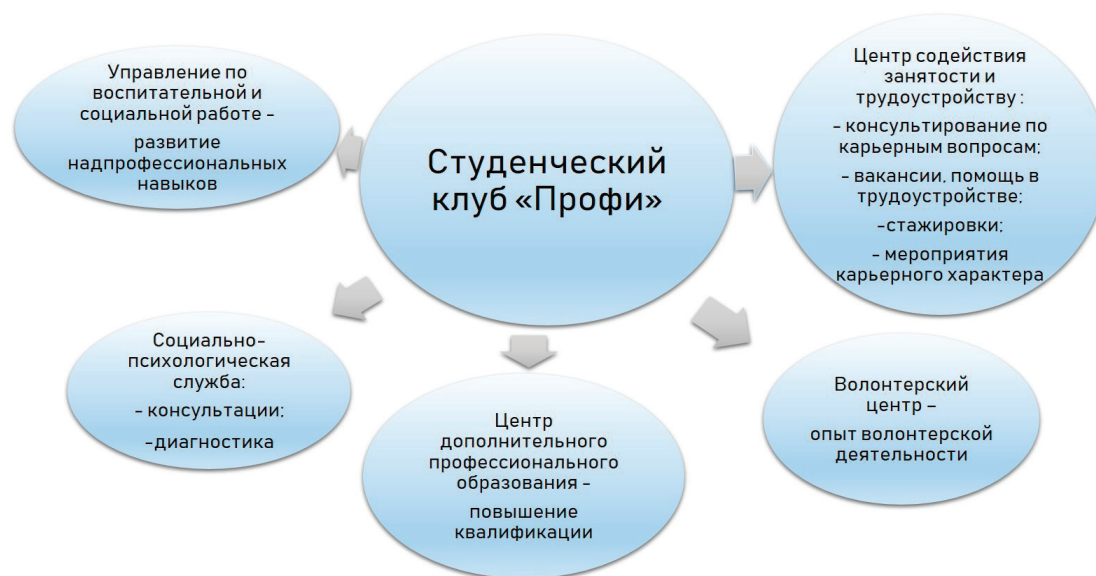 Управление по
воспитательной и
социальной работе –
развитие
надпрофессиональных
навыков
Студенческий
клуб «Профи»
Центр содействия
занятости и
трудоустройству :
– консультирование по
карьерным вопросам;
– вакансии, помощь в
трудоустройстве;
-стажировки;
– мероприятия
карьерного характера
Социально-
психологическая
служба:
– консультации;
-диагностика
Центр
дополнительного
профессионального
образования –
повышение
квалификации
Волонтерский
центр –
опыт волонтерской
деятельности